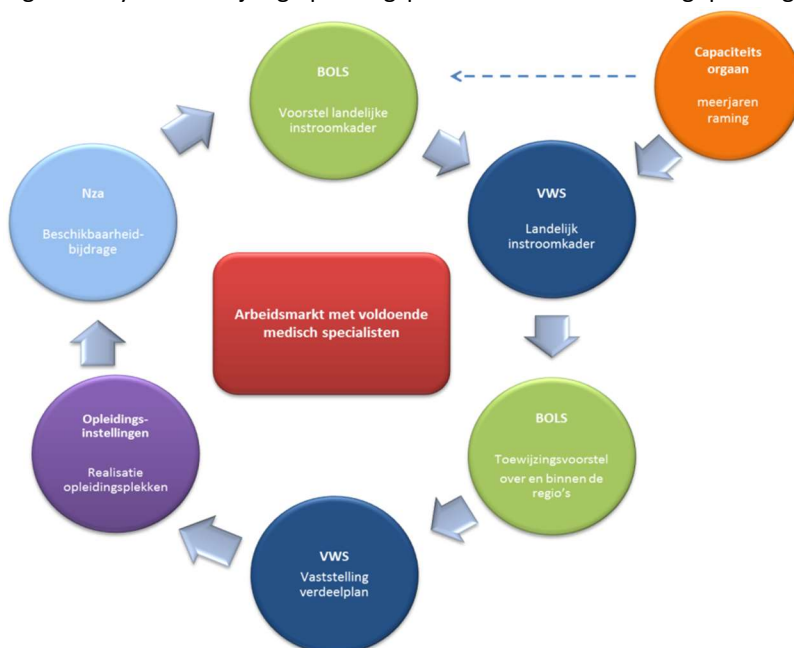 BOLS
Voorstel landelijke
instroomkader
Capaciteits
orgaan
meerjaren
raming
VWS
Landelijk
instroomkader
BOLS
Toewijzingsvoorstel
over en binnen de
regio's
VWS
Vaststelling
verdeelplan
Opleidings-
instellingen
Realisatie
opleidingsplekken
Nza
Beschikbaarheid-
bijdrage
Arbeidsmarkt met voldoende
medisch specialisten